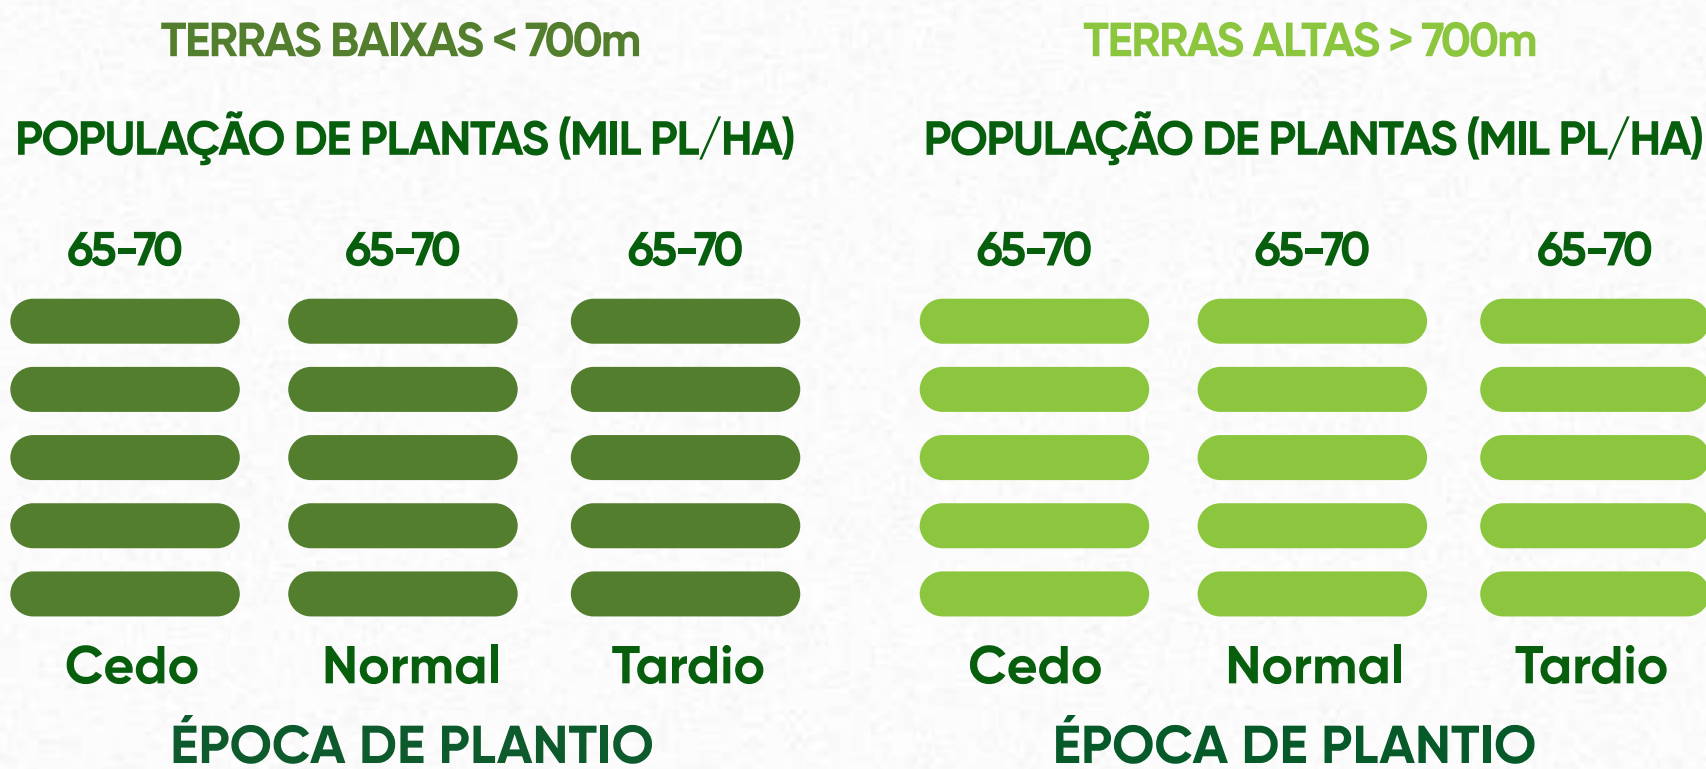 TERRAS BAIXAS < 700m
POPULAÇÃO DE PLANTAS (MIL PL/HA)
65-70 65-70 65-70
Cedo Normal Tardio
ÉPOCA DE PLANTIO
TERRAS ALTAS > 700m
POPULAÇÃO DE PLANTAS (MIL PL/HA)
65-70 65-70 65-70
Cedo Normal Tardio
ÉPOCA DE PLANTIO